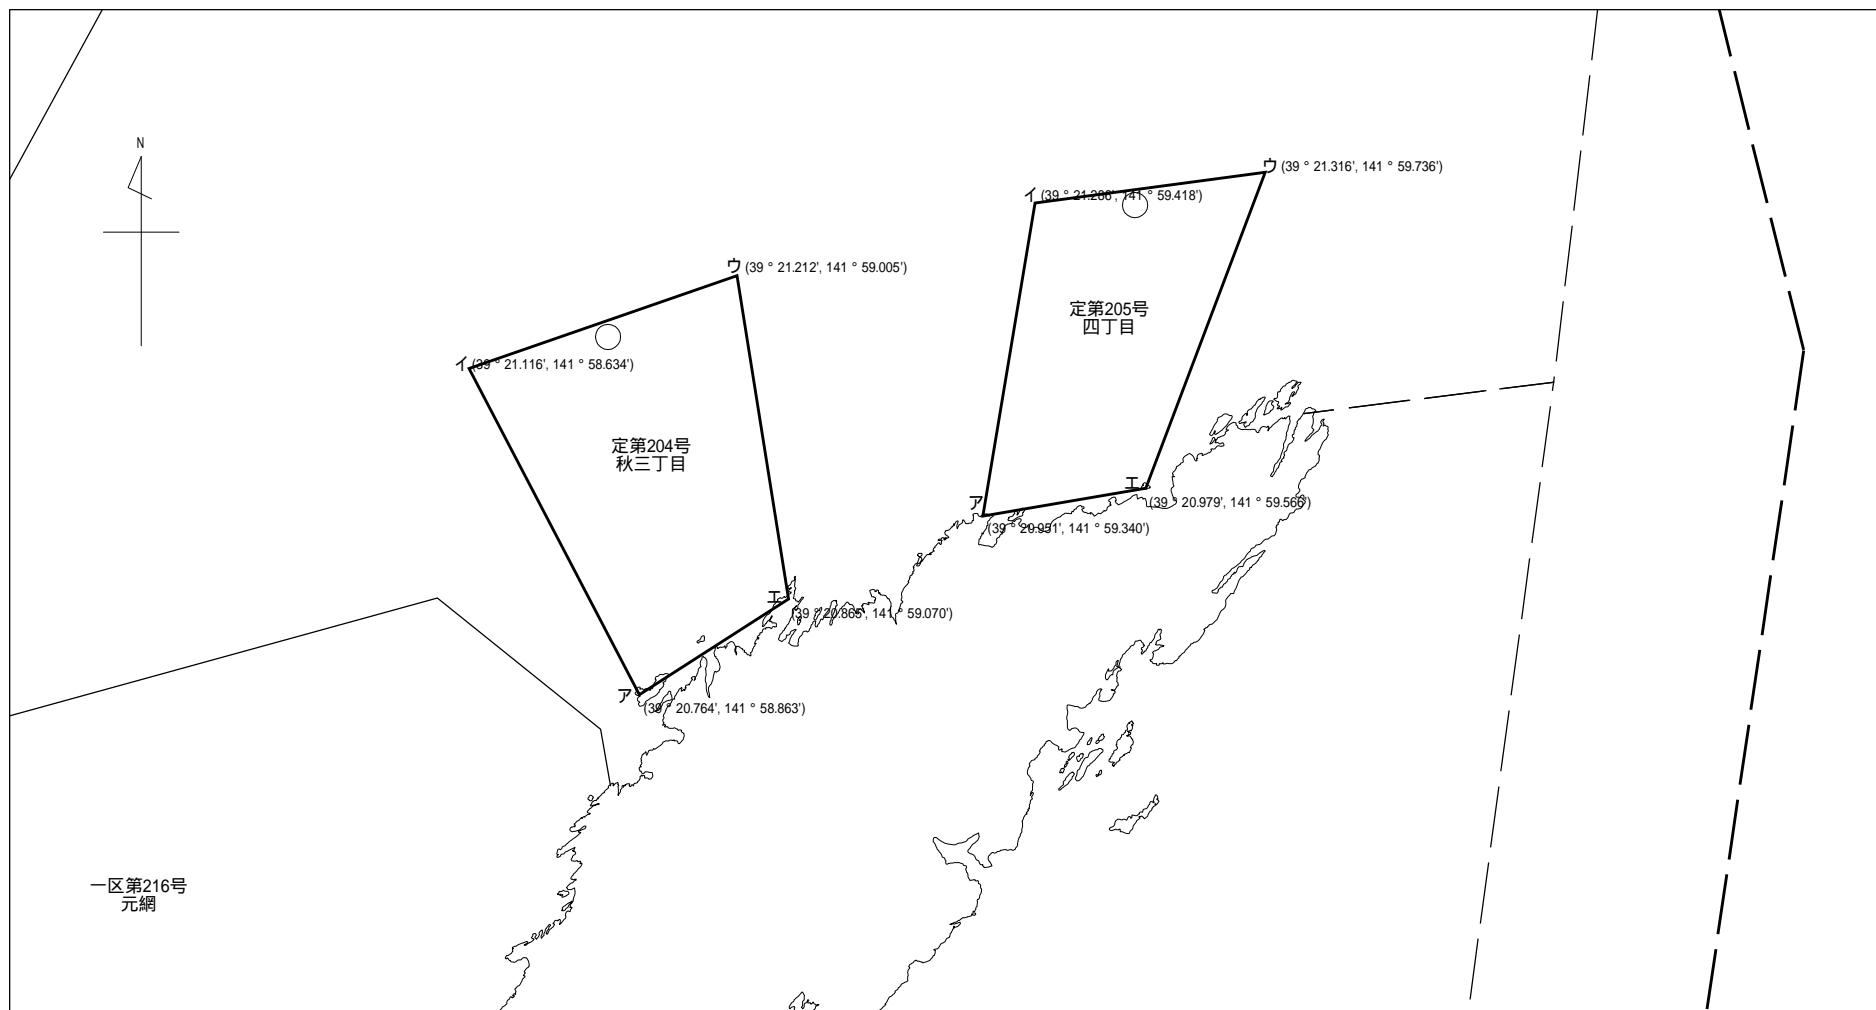 N
ウ (39 ° 21.316', 141 ° 59.736')
イ (39 ° 21.286', 141 ° 59.418')
ウ (39 ° 21.212', 141 ° 59.005')
定第205号
四丁目
イ (39 ° 21.116', 141 ° 58.634')
定第204号
秋三丁目
エ (39 ° 20.979', 141 ° 59.566')
ア (39 ° 20.951', 141 ° 59.340')
エ (39 ° 20.865', 141 ° 59.070')
ア (39 ° 20.764', 141 ° 58.863')
一区第216号
元網